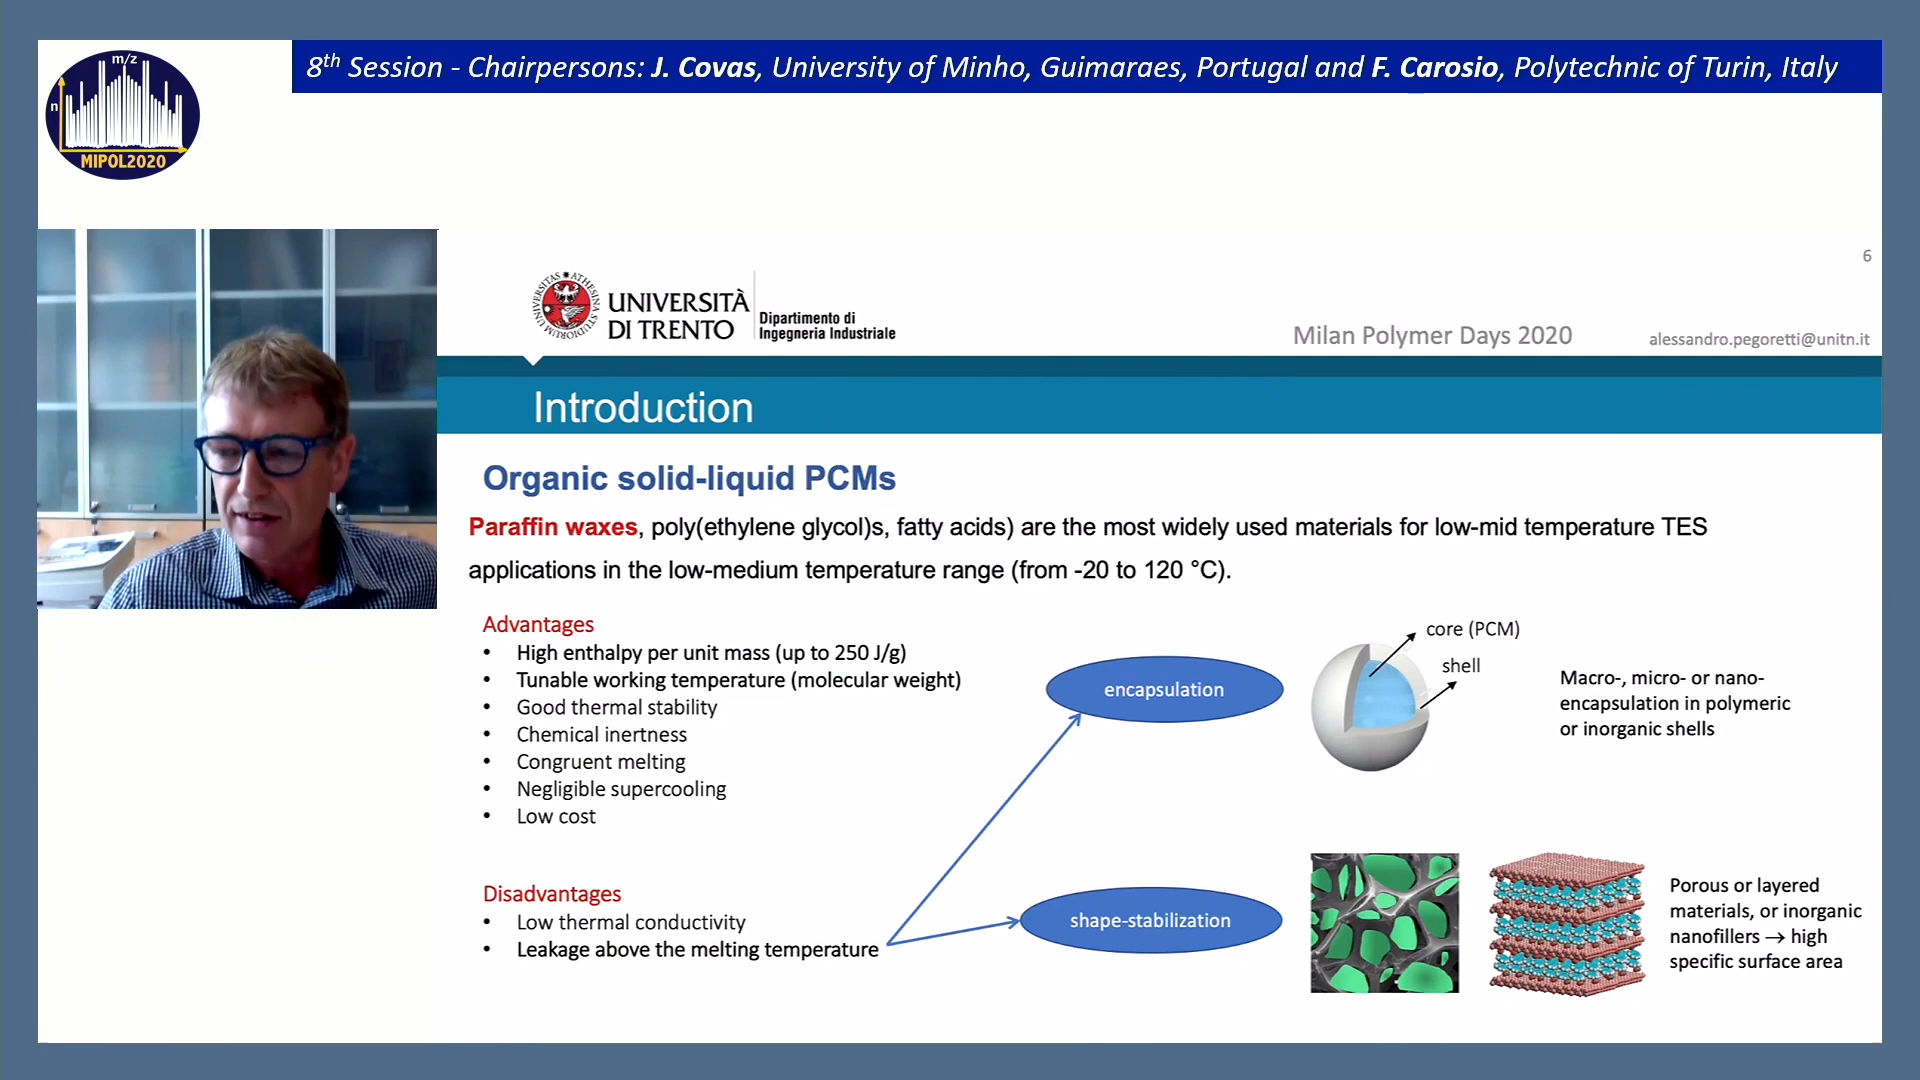 8th Session - Chairpersons: J. Covas, University of Minho, Guimaraes, Portugal and F. Carosio, Polytechnic of Turin, Italy
m/z
n
MIPOL2020
6
UNIVERSITÀ
DI TRENTO
Dipartimento di
Ingegneria Industriale
Milan Polymer Days 2020
alessandro.pegoretti@unitn.it
Introduction
Organic solid-liquid PCMs
Paraffin waxes, poly(ethylene glycol)s, fatty acids) are the most widely used materials for low-mid temperature TES
applications in the low-medium temperature range (from -20 to 120 °C).
Advantages
• High enthalpy per unit mass (up to 250 J/g)
• Tunable working temperature (molecular weight)
• Good thermal stability
• Chemical inertness
• Congruent melting
• Negligible supercooling
• Low cost
Disadvantages
• Low thermal conductivity
• Leakage above the melting temperature
encapsulation
core (PCM)
shell
Macro-, micro- or nano-
encapsulation in polymeric
or inorganic shells
shape-stabilization
Porous or layered
materials, or inorganic
nanofillers → high
specific surface area